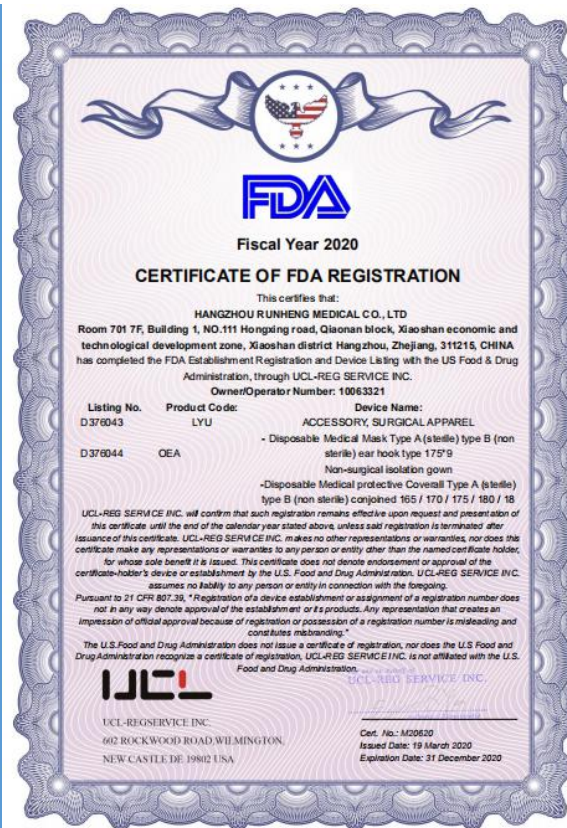 FDA
Fiscal Year 2020
CERTIFICATE OF FDA REGISTRATION
This certifies that:
HANGZHOU RUNHENG MEDICAL CO., LTD
Room 701 7F, Building 1, NO.111 Hongxing road, Qiaonan block, Xiaoshan economic and
technological development zone, Xiaoshan district Hangzhou, Zhejiang, 311215, CHINA
has completed the FDA Establishment Registration and Device Listing with the US Food & Drug
Administration, through UCL-REG SERVICE INC.
Owner/Operator Number: 10063321
Listing No. Product Code: Device Name:
D376043 LYU ACCESSORY, SURGICAL APPAREL
- Disposable Medical Mask Type A (sterile) type B (non
D376044 OEA sterile) ear hook type 175*9
Non-surgical isolation gown
-Disposable Medical protective Coverall Type A (sterile)
type B (non sterile) conjoined 165 / 170 / 175 / 180 / 18
UCL-REG SERVICE INC. will confirm that such registration remains effective upon request and presentation of
this certificate until the end of the calendar year stated above, unless said registration is terminated after
issuance of this certificate. UCL-REG SERVICE INC. makes no other representations or warranties, nor does this
certificate make any representations or warranties to any person or entity other than the named certificate holder,
for whose sole benefit it is issued. This certificate does not denote endorsement or approval of the
certificate-holder's device or establishment by the U.S. Food and Drug Administration. UCL-REG SERVICE INC.
assumes no liability to any person or entity in connection with the foregoing.
Pursuant to 21 CFR 807.39, "Registration of a device establishment or assignment of a registration number does
not in any way denote approval of the establishment or its products. Any representation that creates an
impression of official approval because of registration or possession of a registration number is misleading and
constitutes misbranding."
The U.S.Food and Drug Administration does not issue a certificate of registration, nor does the U.S Food and
Drug Administration recognize a certificate of registration, UCL-REG SERVICE INC. is not affiliated with the U.S.
Food and Drug Administration.
UCL
UCL-REG SERVICE INC.
UCL-REGSERVICE INC.
602 ROCKWOOD ROAD,WILMINGTON,
NEW CASTLE DE 19802 USA
Cert. No.: M20620
Issued Date: 19 March 2020
Expiration Date: 31 December 2020